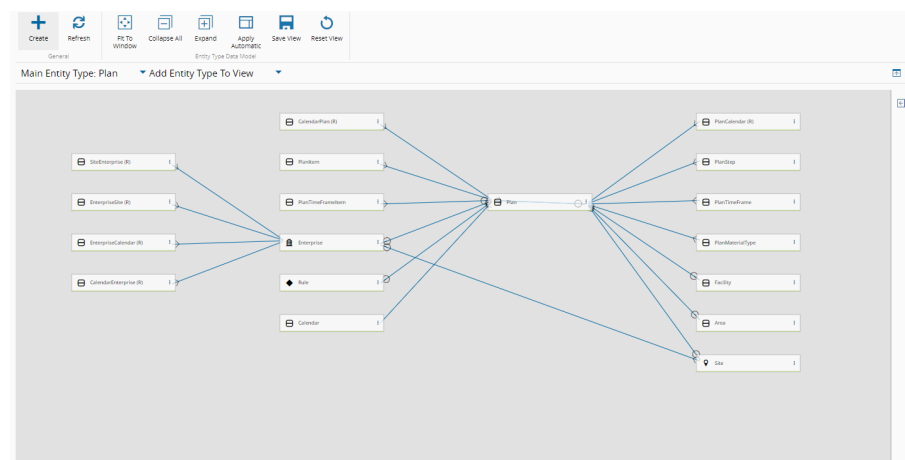 Create
Refresh
Fit To
Window
Collapse All
Expand
Apply
Automatic
Save View
Reset View
General
Entity Type Data Model
Main Entity Type: Plan
Add Entity Type To View
CalendarPlan (R)
PlanCalendar (R)
SiteEnterprise (R)
PlanItem
PlanStop
EnterpriseSite (R)
PlanTimeFrameItem
Plan
PlanTimeFrame
EnterpriseCalendar (R)
Enterprise
PlanMaterialType
CalendarEnterprise (R)
Rule
Facility
Calendar
Area
Site